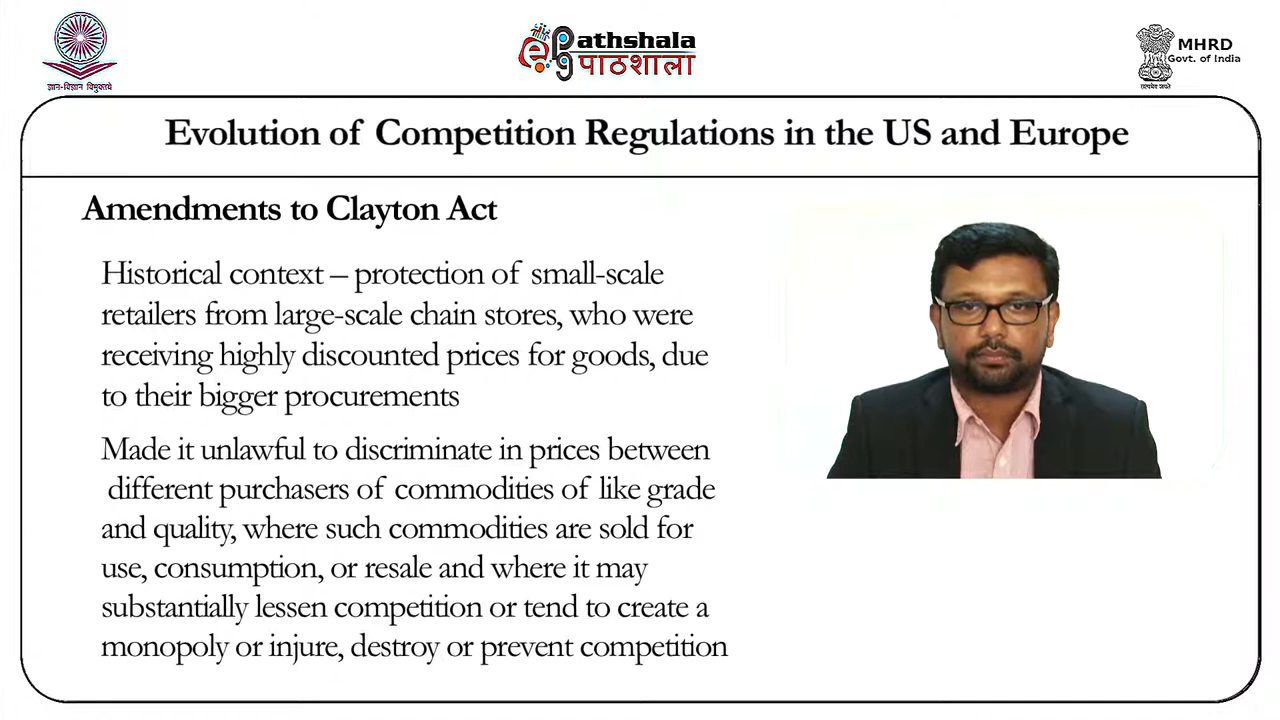 ज्ञान-विज्ञान विमुक्तये
ePathshala
पाठशाला
MHRD
Govt. of India
सत्यमेव जयते
Evolution of Competition Regulations in the US and Europe
Amendments to Clayton Act
Historical context – protection of small-scale
retailers from large-scale chain stores, who were
receiving highly discounted prices for goods, due
to their bigger procurements
Made it unlawful to discriminate in prices between
different purchasers of commodities of like grade
and quality, where such commodities are sold for
use, consumption, or resale and where it may
substantially lessen competition or tend to create a
monopoly or injure, destroy or prevent competition